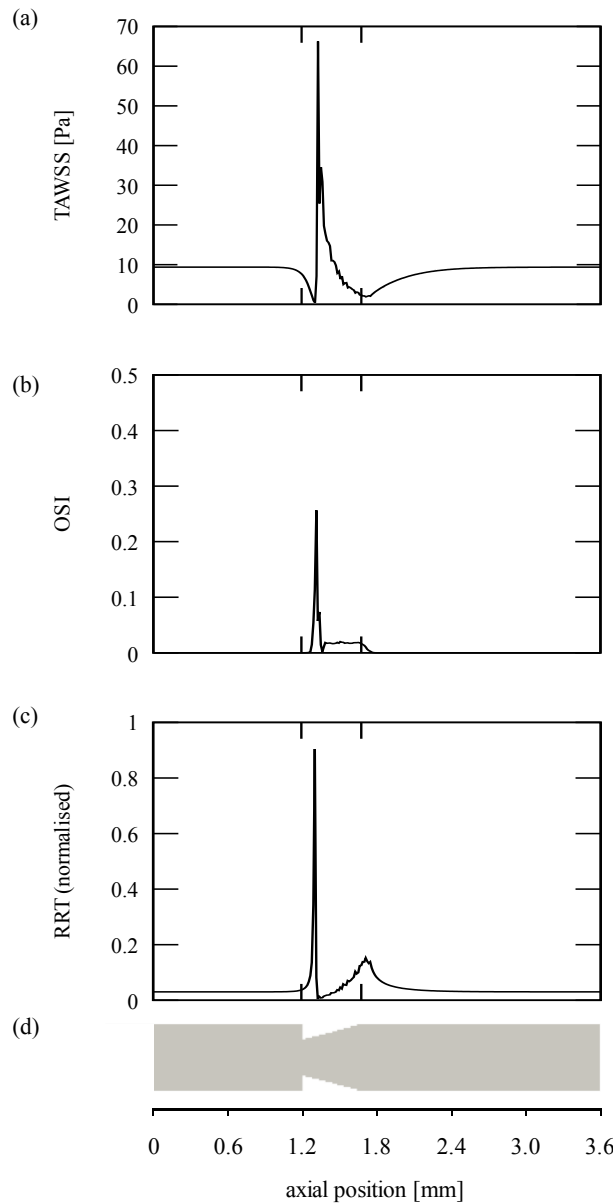 (a)
70
60
50
40
30
20
10
0
TAWSS [Pa]
(b)
0.5
0.4
0.3
0.2
0.1
0
OSI
(c)
1
0.8
0.6
0.4
0.2
0
RRT (normalised)
(d)
0 0.6 1.2 1.8 2.4 3.0 3.6
axial position [mm]